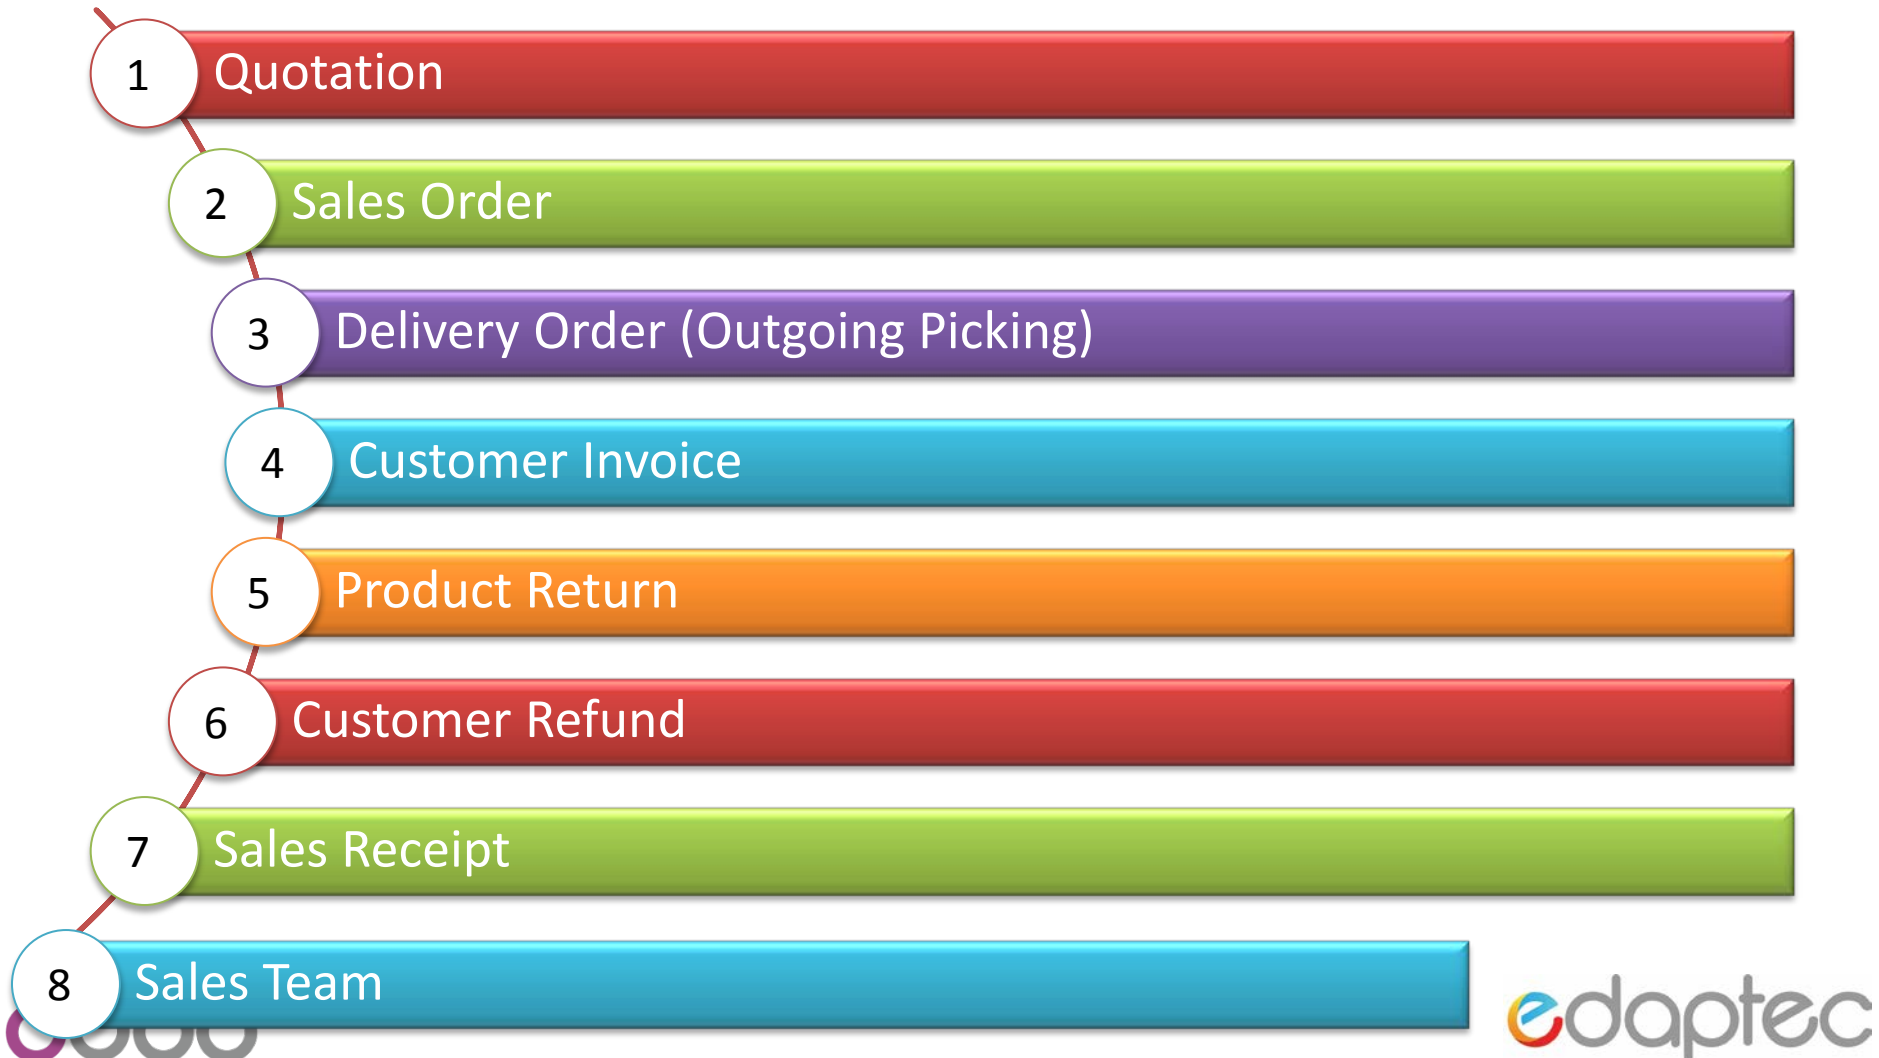 1 Quotation
2 Sales Order
3 Delivery Order (Outgoing Picking)
4 Customer Invoice
5 Product Return
6 Customer Refund
7 Sales Receipt
8 Sales Team
edaptec